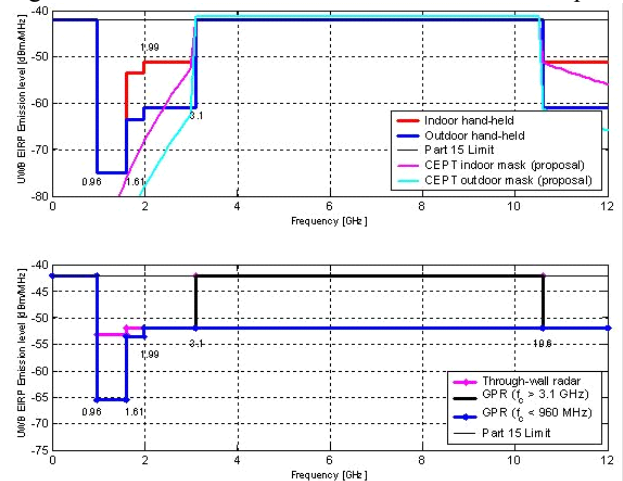 -40
-50
-60
-70
-80
UWB EIRP Emission level [dBm/MHz]
1.99
3.1
0.96
1.61
Indoor hand-held
Outdoor hand-held
Part 15 Limit
CEPT indoor mask (proposal)
CEPT outdoor mask (proposal)
0 2 4 6 8 10 12
Frequency [GHz]
-40
-45
-50
-55
-60
-65
-70
-75
UWB EIRP Emission level [dBm/MHz]
3.1
1.99
0.96
1.61
Through-wall radar
GPR (fc > 3.1 GHz)
GPR (fc < 960 MHz)
Part 15 Limit
0 2 4 6 8 10 12
Frequency [GHz]